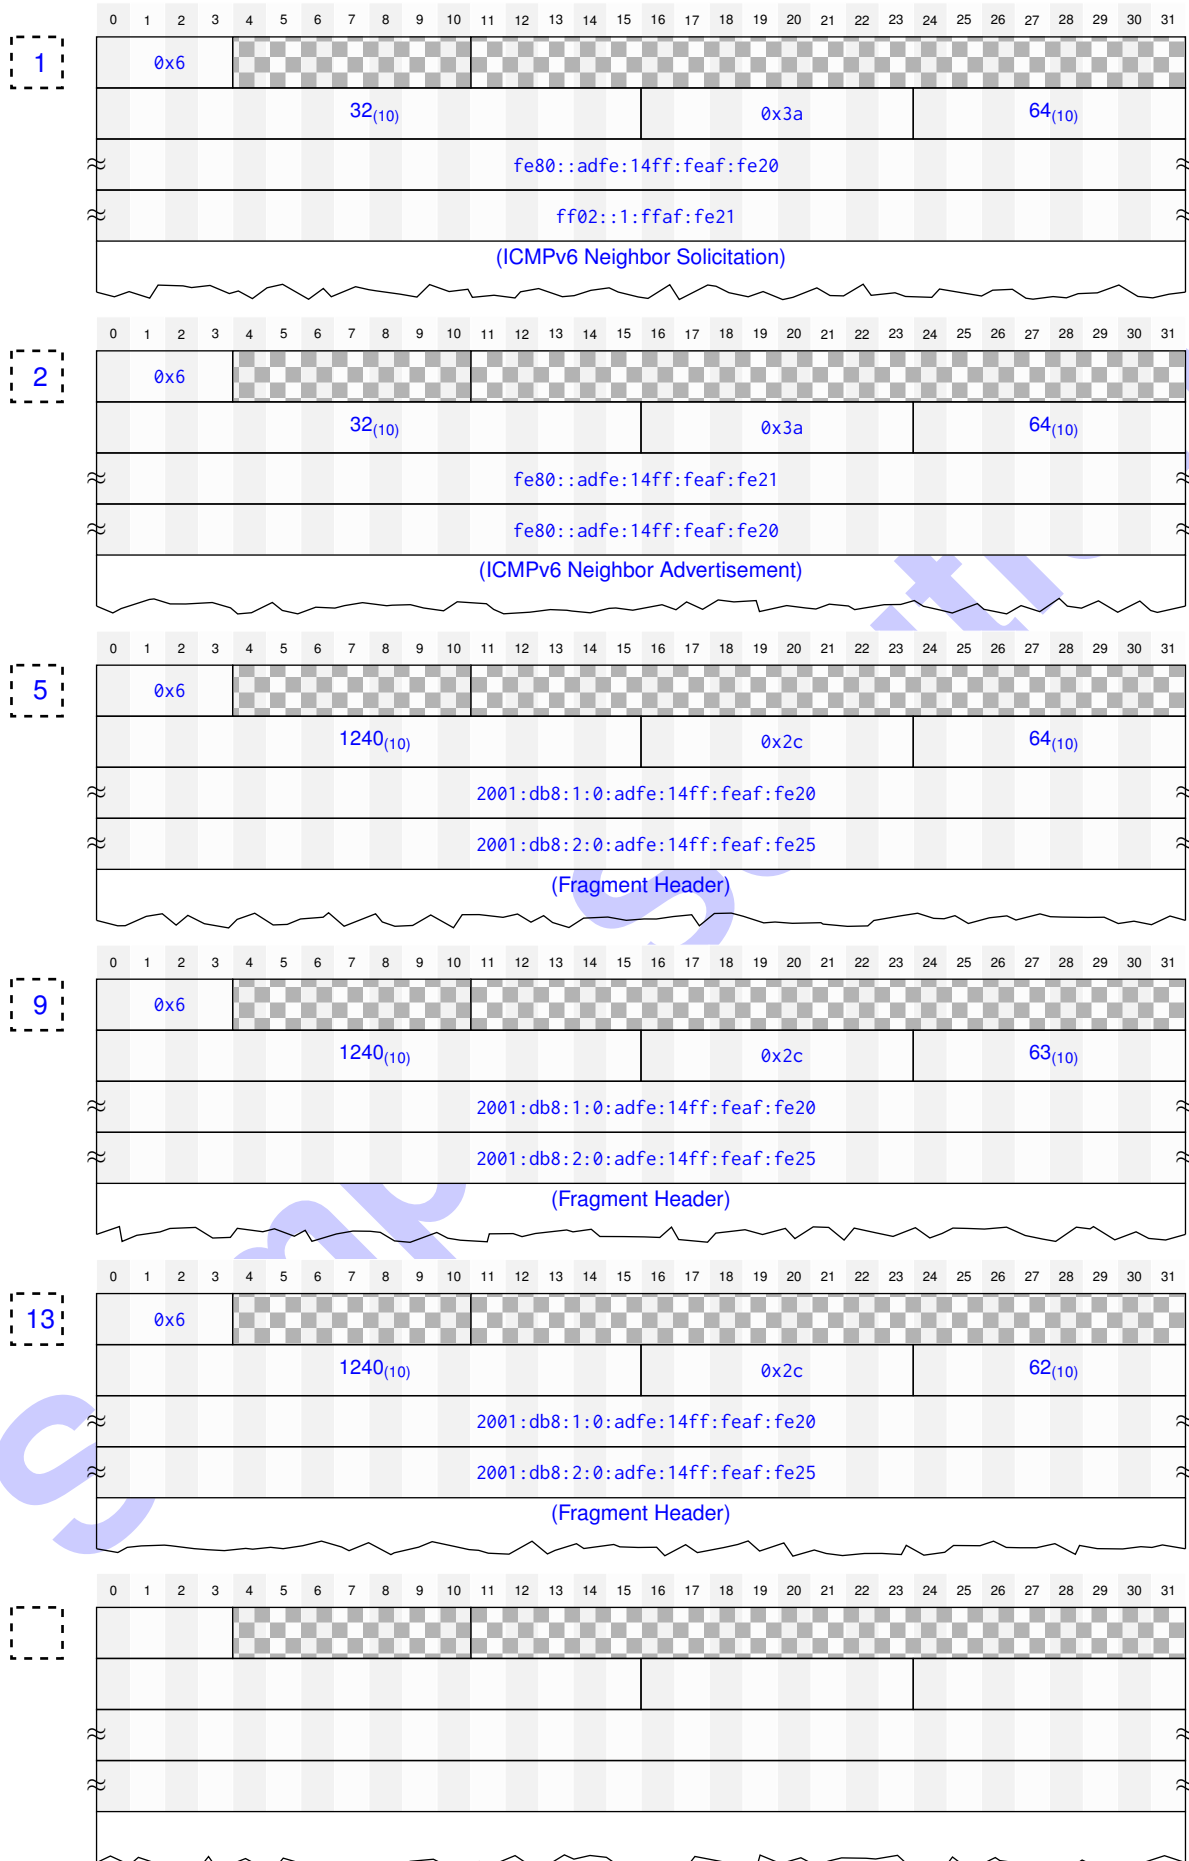 0 1 2 3 4 5 6 7 8 9 10 11 12 13 14 15 16 17 18 19 20 21 22 23 24 25 26 27 28 29 30 31
1 0x6
32(10) 0x3a 64(10)
fe80::adfe:14ff:feaf:fe20
ff02::1:ffaf:fe21
(ICMPv6 Neighbor Solicitation)
0 1 2 3 4 5 6 7 8 9 10 11 12 13 14 15 16 17 18 19 20 21 22 23 24 25 26 27 28 29 30 31
2 0x6
32(10) 0x3a 64(10)
fe80::adfe:14ff:feaf:fe21
fe80::adfe:14ff:feaf:fe20
(ICMPv6 Neighbor Advertisement)
0 1 2 3 4 5 6 7 8 9 10 11 12 13 14 15 16 17 18 19 20 21 22 23 24 25 26 27 28 29 30 31
5 0x6
1240(10) 0x2c 64(10)
2001:db8:1:0:adfe:14ff:feaf:fe20
2001:db8:2:0:adfe:14ff:feaf:fe25
(Fragment Header)
0 1 2 3 4 5 6 7 8 9 10 11 12 13 14 15 16 17 18 19 20 21 22 23 24 25 26 27 28 29 30 31
9 0x6
1240(10) 0x2c 63(10)
2001:db8:1:0:adfe:14ff:feaf:fe20
2001:db8:2:0:adfe:14ff:feaf:fe25
(Fragment Header)
0 1 2 3 4 5 6 7 8 9 10 11 12 13 14 15 16 17 18 19 20 21 22 23 24 25 26 27 28 29 30 31
13 0x6
1240(10) 0x2c 62(10)
2001:db8:1:0:adfe:14ff:feaf:fe20
2001:db8:2:0:adfe:14ff:feaf:fe25
(Fragment Header)
0 1 2 3 4 5 6 7 8 9 10 11 12 13 14 15 16 17 18 19 20 21 22 23 24 25 26 27 28 29 30 31